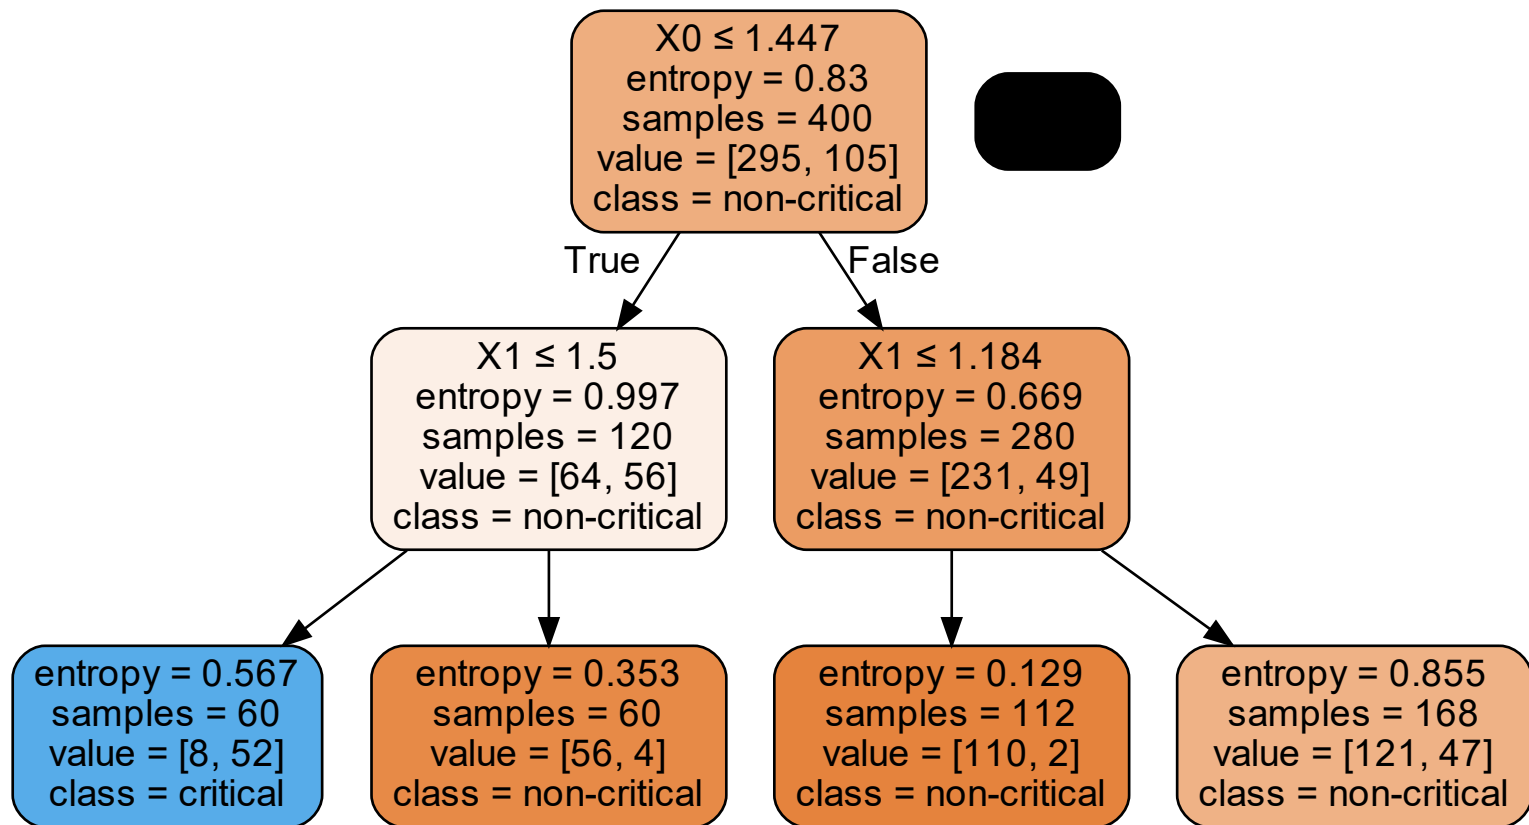 X0 ≤ 1.447
entropy = 0.83
samples = 400
value = [295, 105]
class = non-critical
True
False
X1 ≤ 1.5
entropy = 0.997
samples = 120
value = [64, 56]
class = non-critical
X1 ≤ 1.184
entropy = 0.669
samples = 280
value = [231, 49]
class = non-critical
entropy = 0.567
samples = 60
value = [8, 52]
class = critical
entropy = 0.353
samples = 60
value = [56, 4]
class = non-critical
entropy = 0.129
samples = 112
value = [110, 2]
class = non-critical
entropy = 0.855
samples = 168
value = [121, 47]
class = non-critical